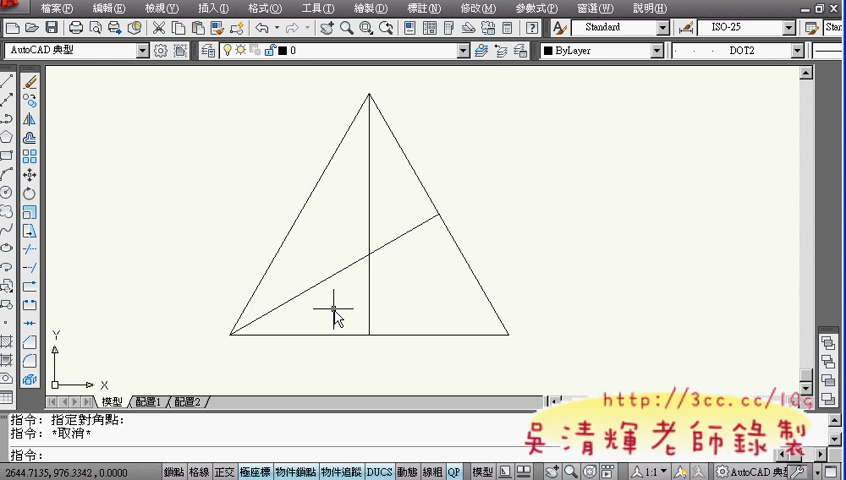 檔案(F) 編輯(E) 檢視(V) 插入(I) 格式(O) 工具(T) 繪製(D) 標註(N) 修改(M) 參數式(P) 視窗(W) 說明(H)
Standard ISO-25 Stan
AutoCAD 典型 0 ByLayer DOT2
Y
X
模型 配置1 配置2
http://3cc.cc/1qg
吳清輝老師錄製
指令: 指定對角點:
指令: *取消*
指令:
2644.7135, 976.3342, 0.0000 鎖點 格線 正交 極座標 物件鎖點 物件追蹤 DUCS 動態 線粗 QP 模型 1:1 AutoCAD 典